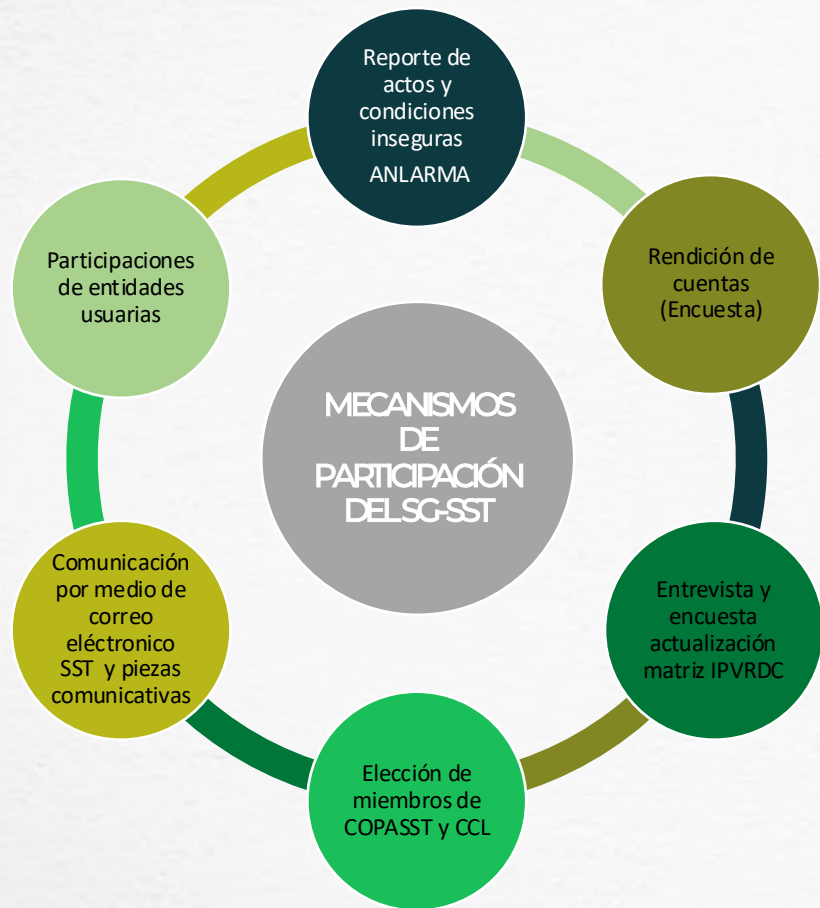 Reporte de
actos y
condiciones
inseguras
ANLARMA
Rendición de
cuentas
(Encuesta)
Entrevista y
encuesta
actualización
matriz IPVRDC
Elección de
miembros de
COPASST y CCL
Comunicación
por medio de
correo
eléctronico
SST y piezas
comunicativas
Participaciones
de entidades
usuarias
MECANISMOS
DE
PARTICIPACIÓN
DEL SG-SST